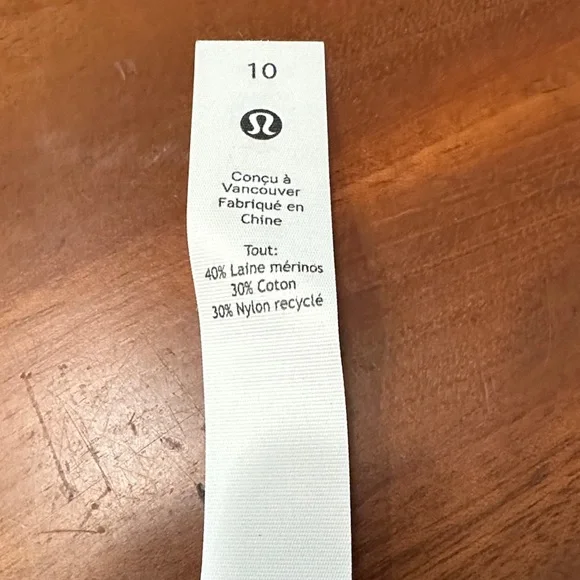 10
Conçu à
Vancouver
Fabriqué en
Chine
Tout:
40% Laine mérinos
30% Coton
30% Nylon recyclé